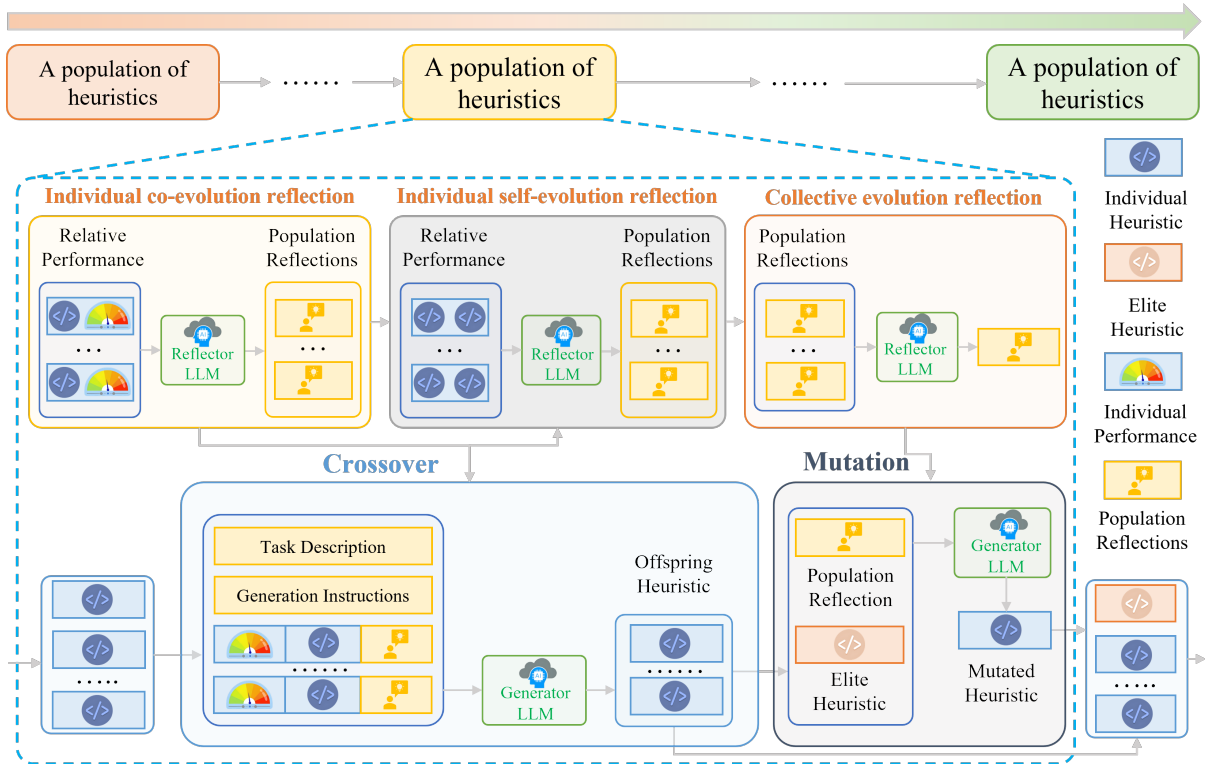 A population of
heuristics
......
A population of
heuristics
......
A population of
heuristics
Individual co-evolution reflection
Individual self-evolution reflection
Collective evolution reflection
Relative
Performance
Population
Reflections
...
...
Reflector
LLM
Relative
Performance
Population
Reflections
...
...
Reflector
LLM
Population
Reflections
...
Reflector
LLM
Individual
Heuristic
Elite
Heuristic
Individual
Performance
Population
Reflections
Crossover
Task Description
Generation Instructions
......
Generator
LLM
Offspring
Heuristic
......
Mutation
Population
Reflection
Elite
Heuristic
Generator
LLM
Mutated
Heuristic
.....
.....